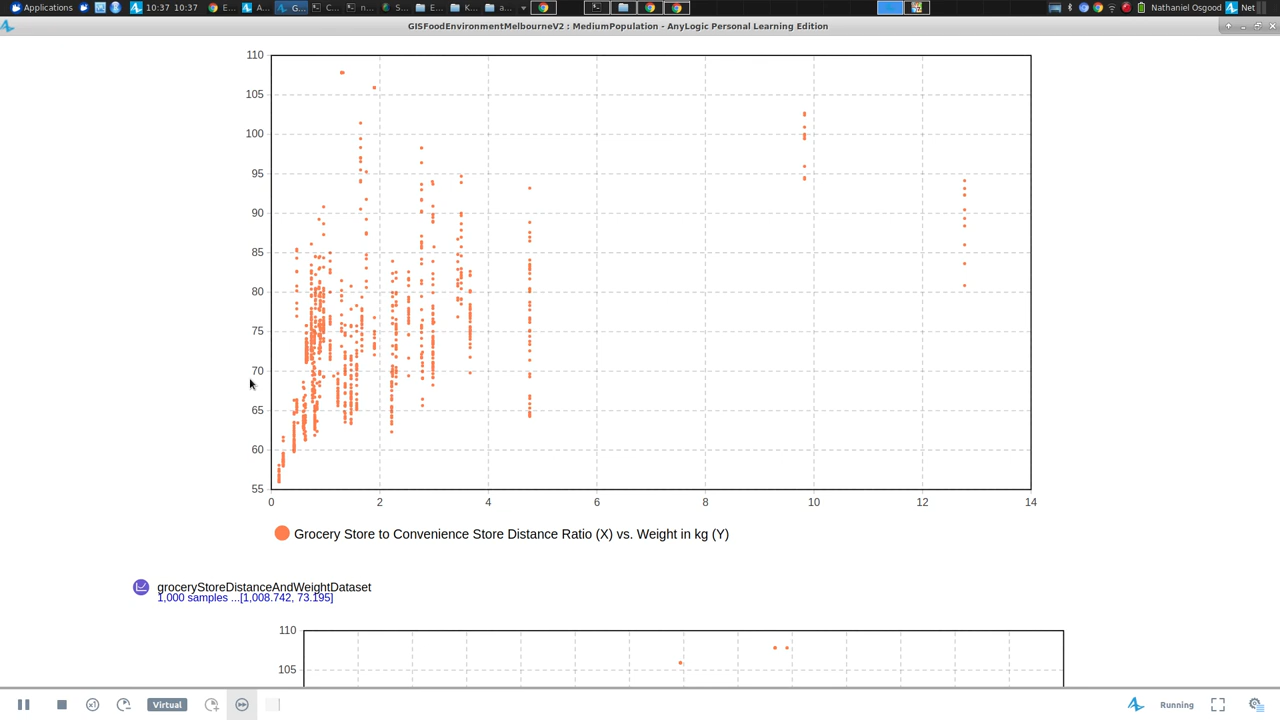 Applications
10:37 10:37
E...
A...
G...
C...
n...
E...
S...
E...
K...
a...
Nathaniel Osgood
Net
GISFoodEnvironmentMelbourneV2 : MediumPopulation - AnyLogic Personal Learning Edition
110
105
100
95
90
85
80
75
70
65
60
55
0 2 4 6 8 10 12 14
Grocery Store to Convenience Store Distance Ratio (X) vs. Weight in kg (Y)
groceryStoreDistanceAndWeightDataset
1,000 samples ...[1,008.742, 73.195]
110
105
x1
Virtual
Running